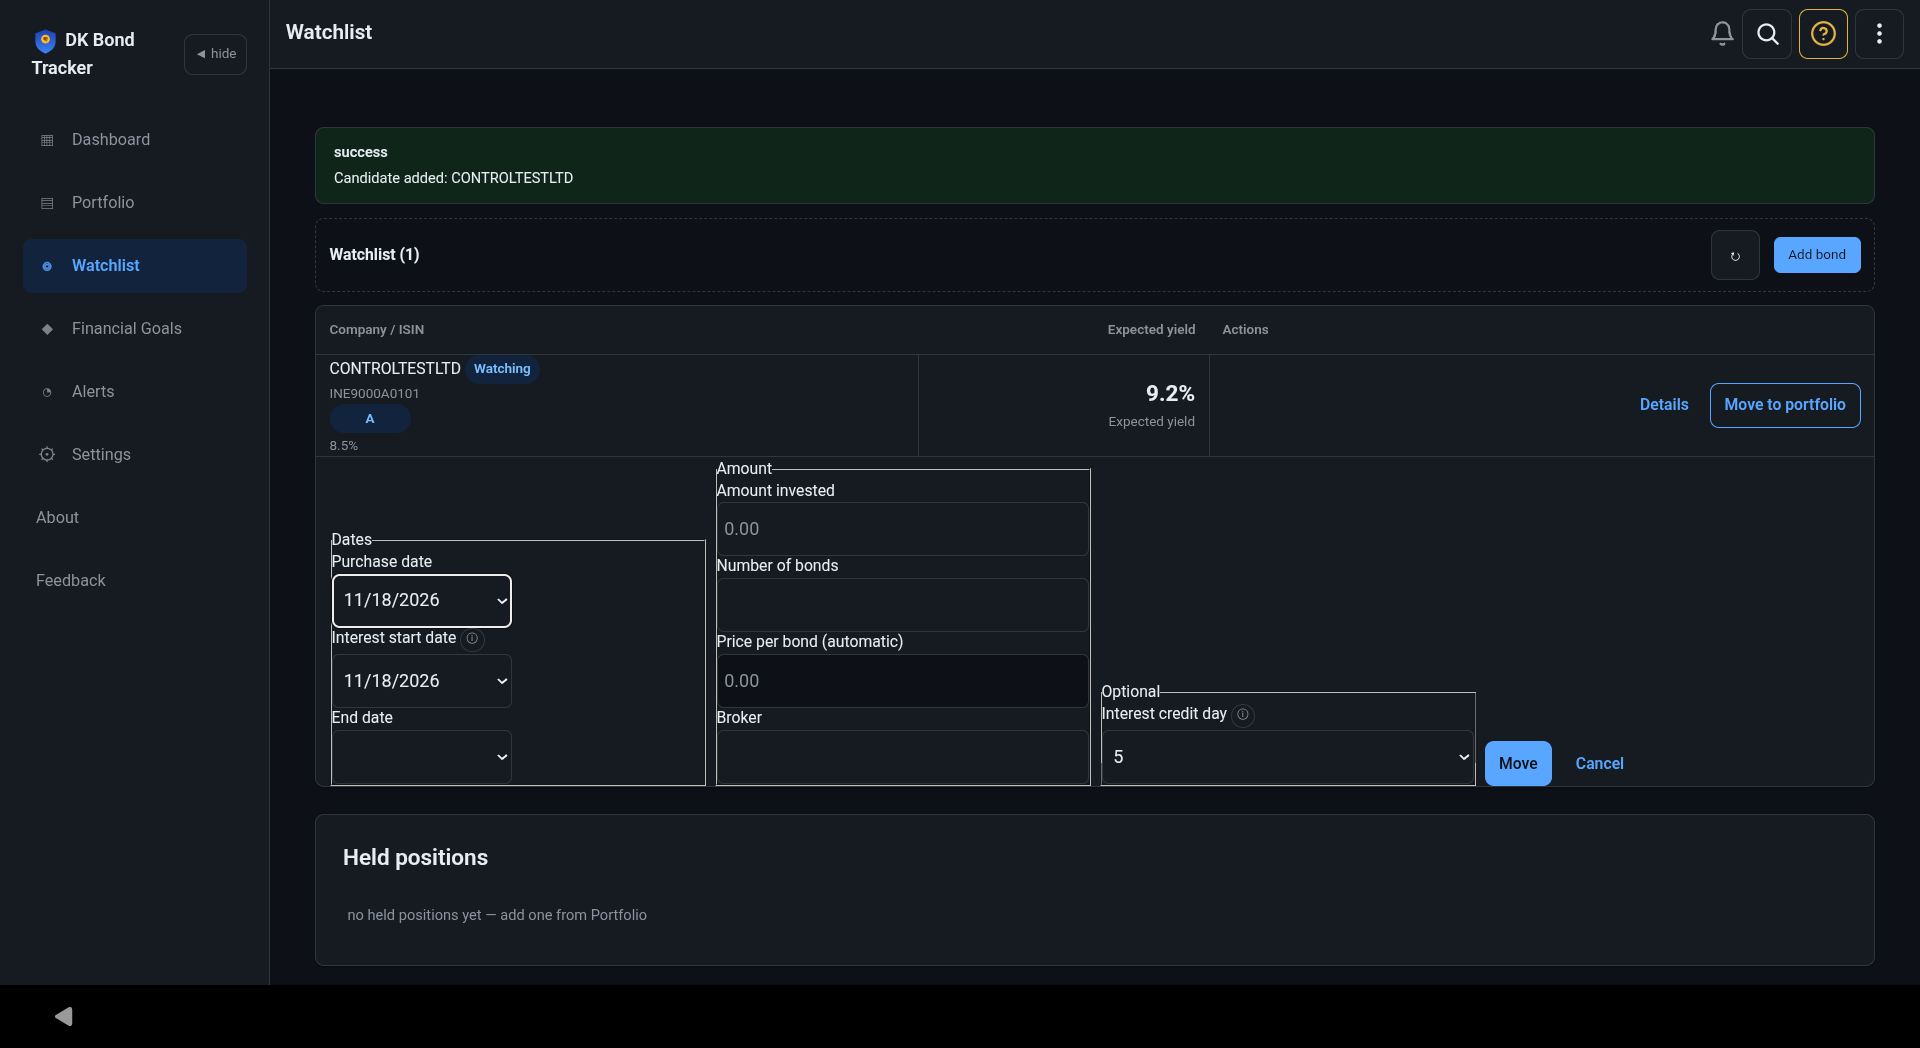 DK Bond
Tracker
◄ hide
Dashboard
Portfolio
Watchlist
Financial Goals
Alerts
Settings
About
Feedback
Watchlist
success
Candidate added: CONTROLTESTLTD
Watchlist (1)
Add bond
Company / ISIN
Expected yield
Actions
CONTROLTESTLTD Watching
INE9000A0101
A
8.5%
9.2%
Expected yield
Details
Move to portfolio
Dates
Purchase date
11/18/2026
Interest start date
11/18/2026
End date
Amount
Amount invested
0.00
Number of bonds
Price per bond (automatic)
0.00
Broker
Optional
Interest credit day
5
Move
Cancel
Held positions
no held positions yet — add one from Portfolio